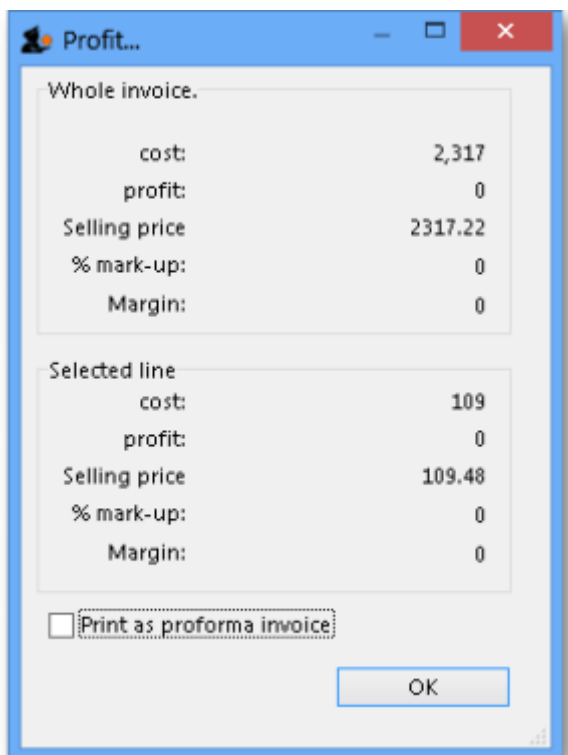 Profit...
Whole invoice.
cost: 2,317
profit: 0
Selling price 2317.22
% mark-up: 0
Margin: 0
Selected line
cost: 109
profit: 0
Selling price 109.48
% mark-up: 0
Margin: 0
Print as proforma invoice
OK